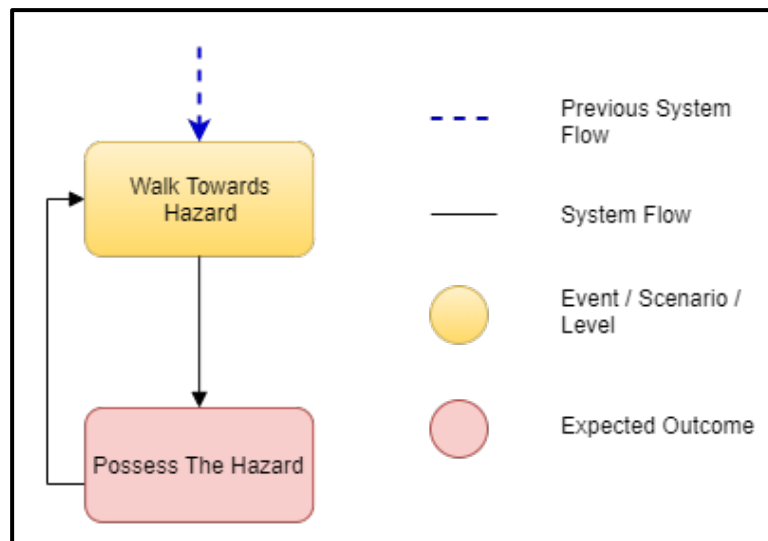 Walk Towards
Hazard
Possess The Hazard
Previous System
Flow
System Flow
Event / Scenario /
Level
Expected Outcome